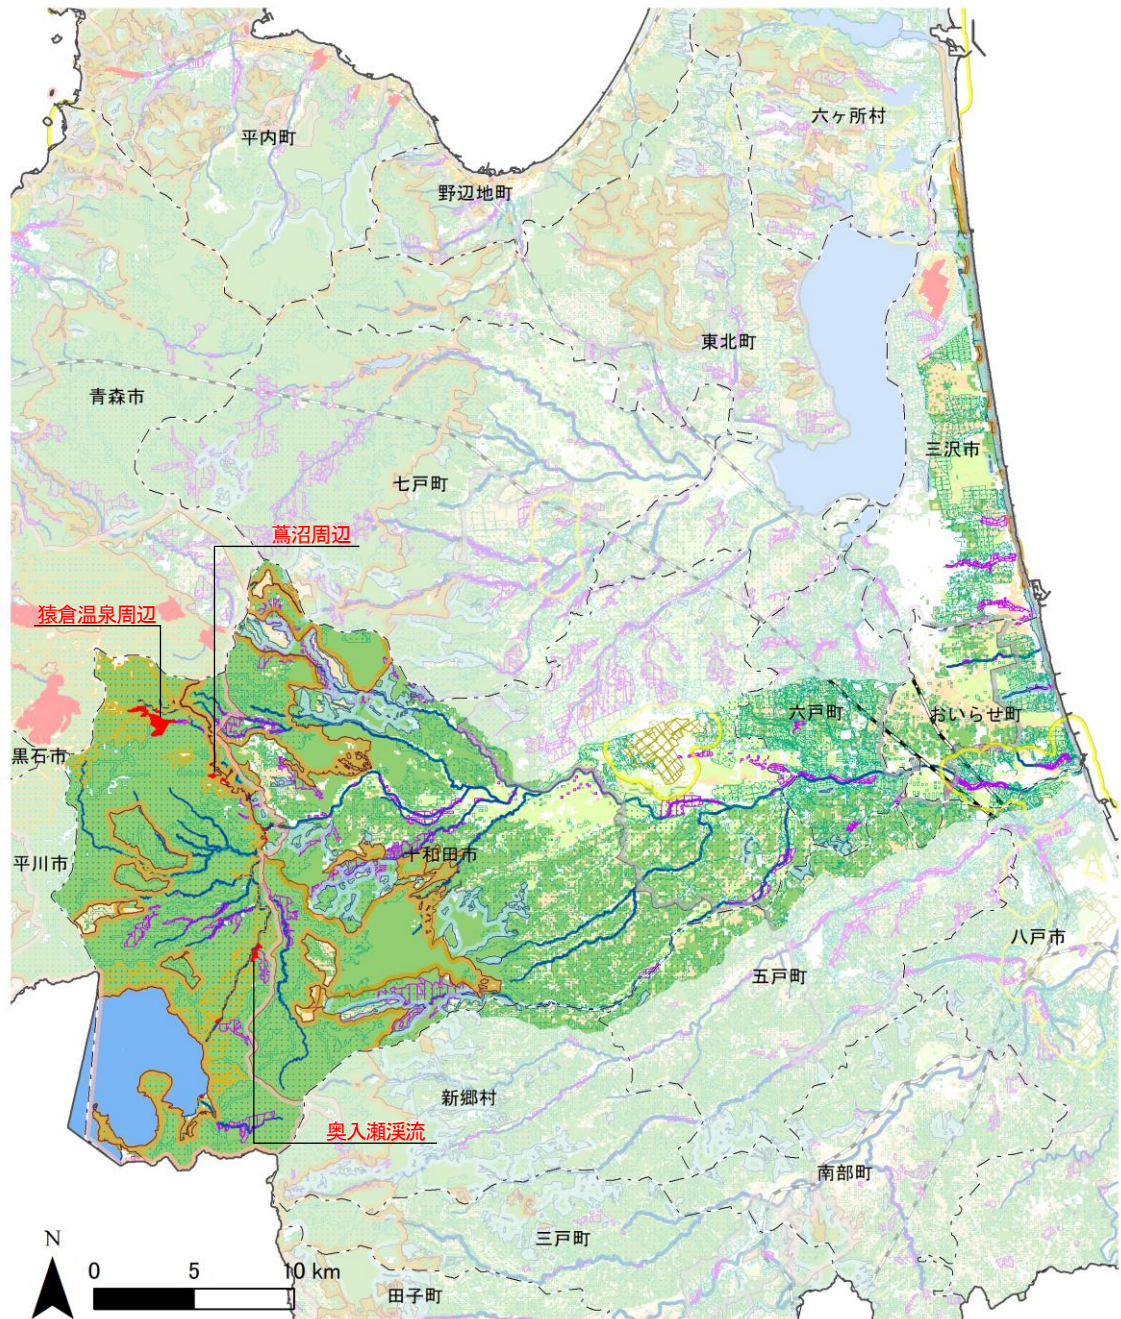 六ヶ所村
平内町
野辺地町
東北町
青森市
三沢市
七戸町
蔦沼周辺
猿倉温泉周辺
六戸町
おいらせ町
黒石市
十和田市
平川市
八戸市
五戸町
新郷村
奥入瀬渓流
南部町
三戸町
N
0 5 10 km
田子町